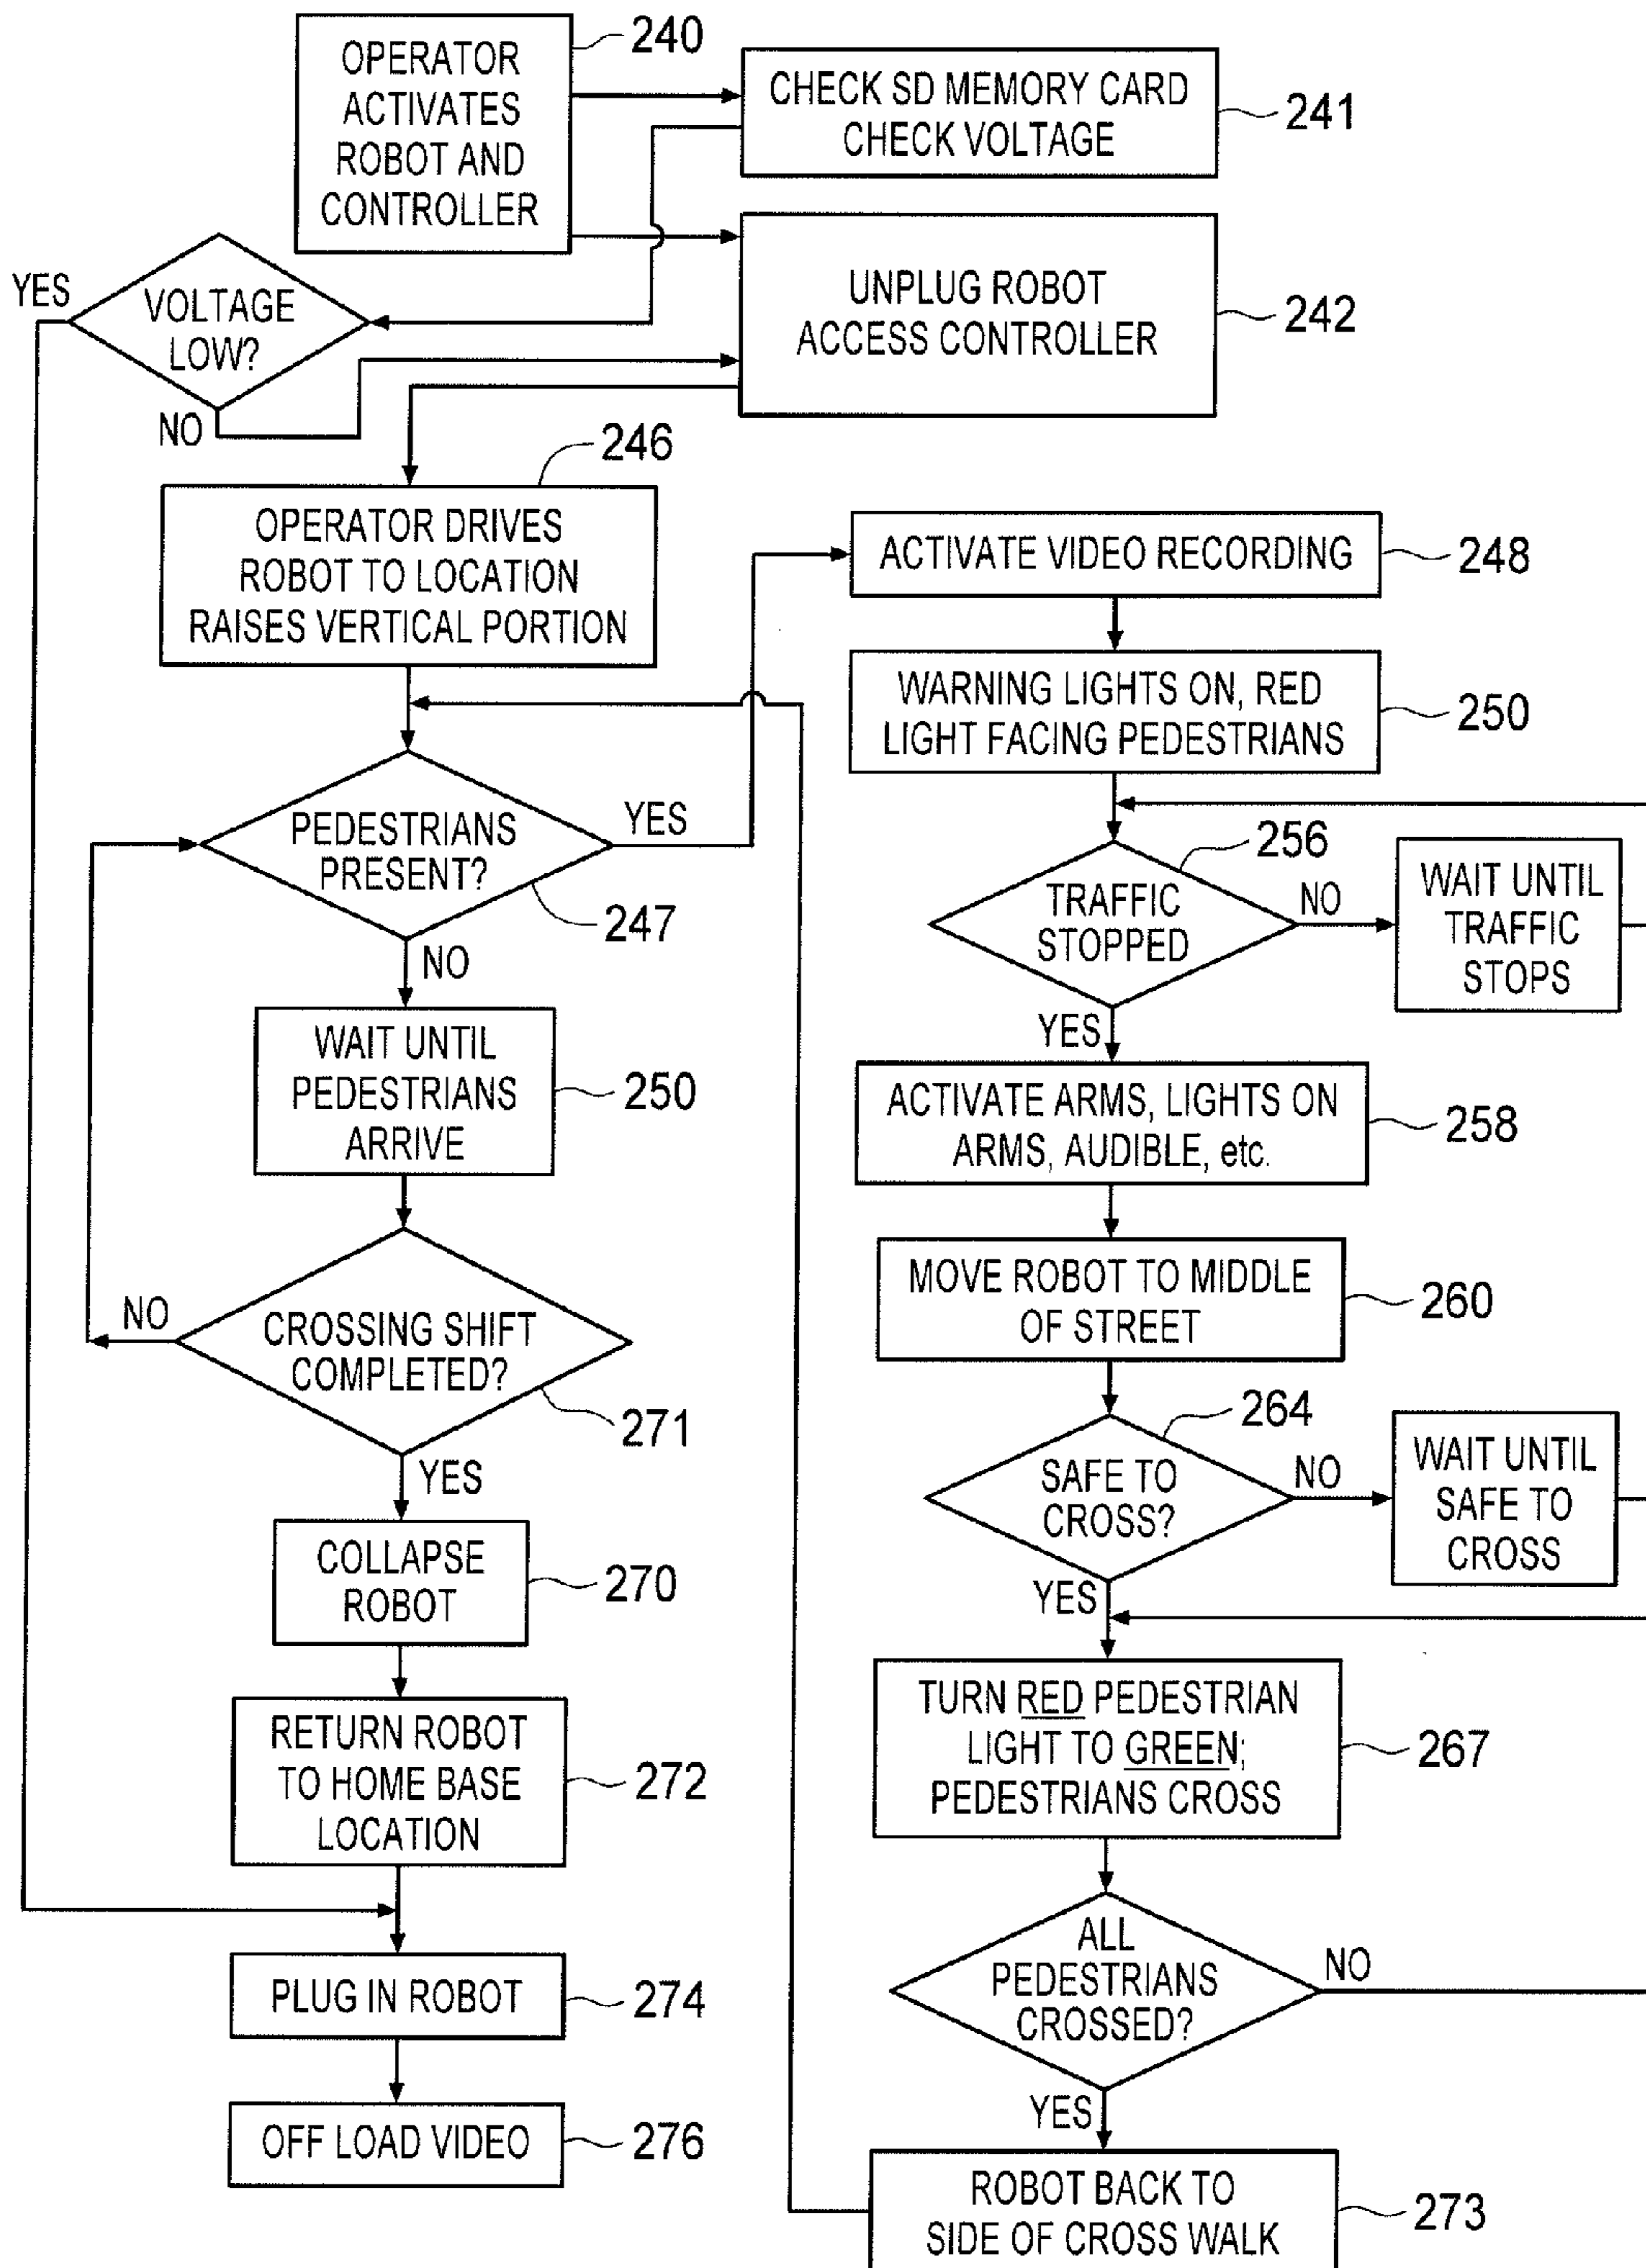 OPERATOR
ACTIVATES
ROBOT AND
CONTROLLER
240
CHECK SD MEMORY CARD
CHECK VOLTAGE
241
UNPLUG ROBOT
ACCESS CONTROLLER
242
YES
VOLTAGE
LOW?
NO
246
OPERATOR DRIVES
ROBOT TO LOCATION
RAISES VERTICAL PORTION
PEDESTRIANS
PRESENT?
YES
247
NO
WAIT UNTIL
PEDESTRIANS
ARRIVE
250
CROSSING SHIFT
COMPLETED?
NO
271
YES
COLLAPSE
ROBOT
270
RETURN ROBOT
TO HOME BASE
LOCATION
272
PLUG IN ROBOT
274
OFF LOAD VIDEO
276
ACTIVATE VIDEO RECORDING
248
WARNING LIGHTS ON, RED
LIGHT FACING PEDESTRIANS
250
256
TRAFFIC
STOPPED
NO
WAIT UNTIL
TRAFFIC
STOPS
YES
ACTIVATE ARMS, LIGHTS ON
ARMS, AUDIBLE, etc.
258
MOVE ROBOT TO MIDDLE
OF STREET
260
264
SAFE TO
CROSS?
NO
WAIT UNTIL
SAFE TO
CROSS
YES
TURN RED PEDESTRIAN
LIGHT TO GREEN;
PEDESTRIANS CROSS
267
ALL
PEDESTRIANS
CROSSED?
NO
YES
ROBOT BACK TO
SIDE OF CROSS WALK
273